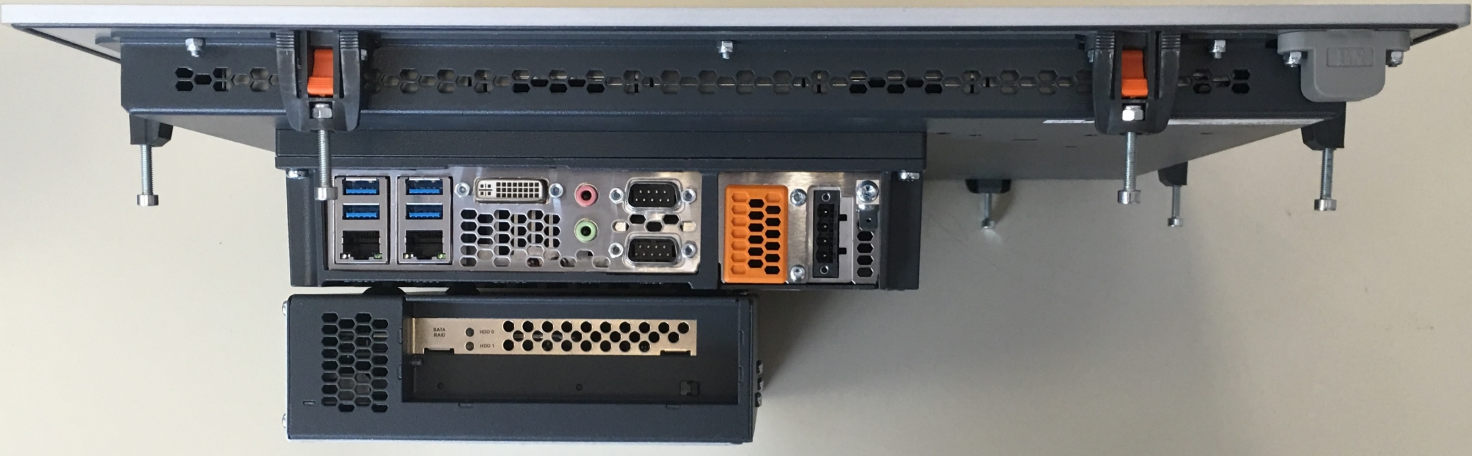 SATA
RAID
HDD 0
HDD 1